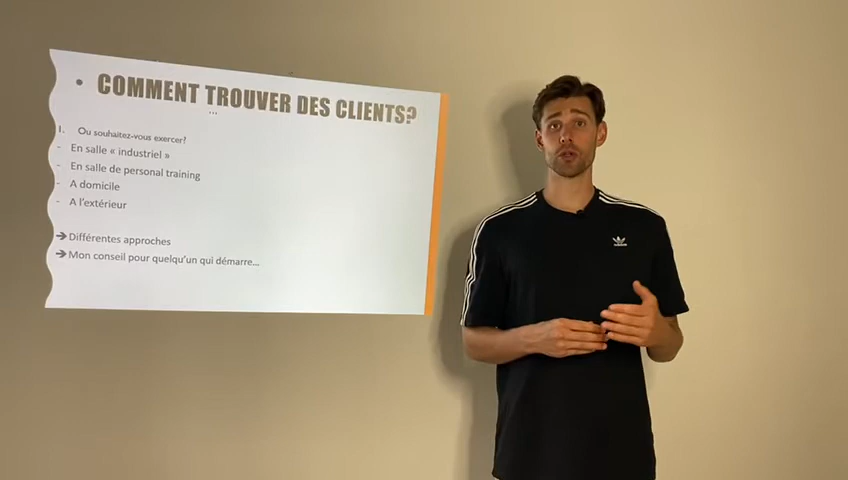 • COMMENT TROUVER DES CLIENTS?
...
I. Ou souhaitez-vous exercer?
- En salle « industriel »
- En salle de personal training
- A domicile
- A l'extérieur
➔ Différentes approches
➔ Mon conseil pour quelqu'un qui démarre...